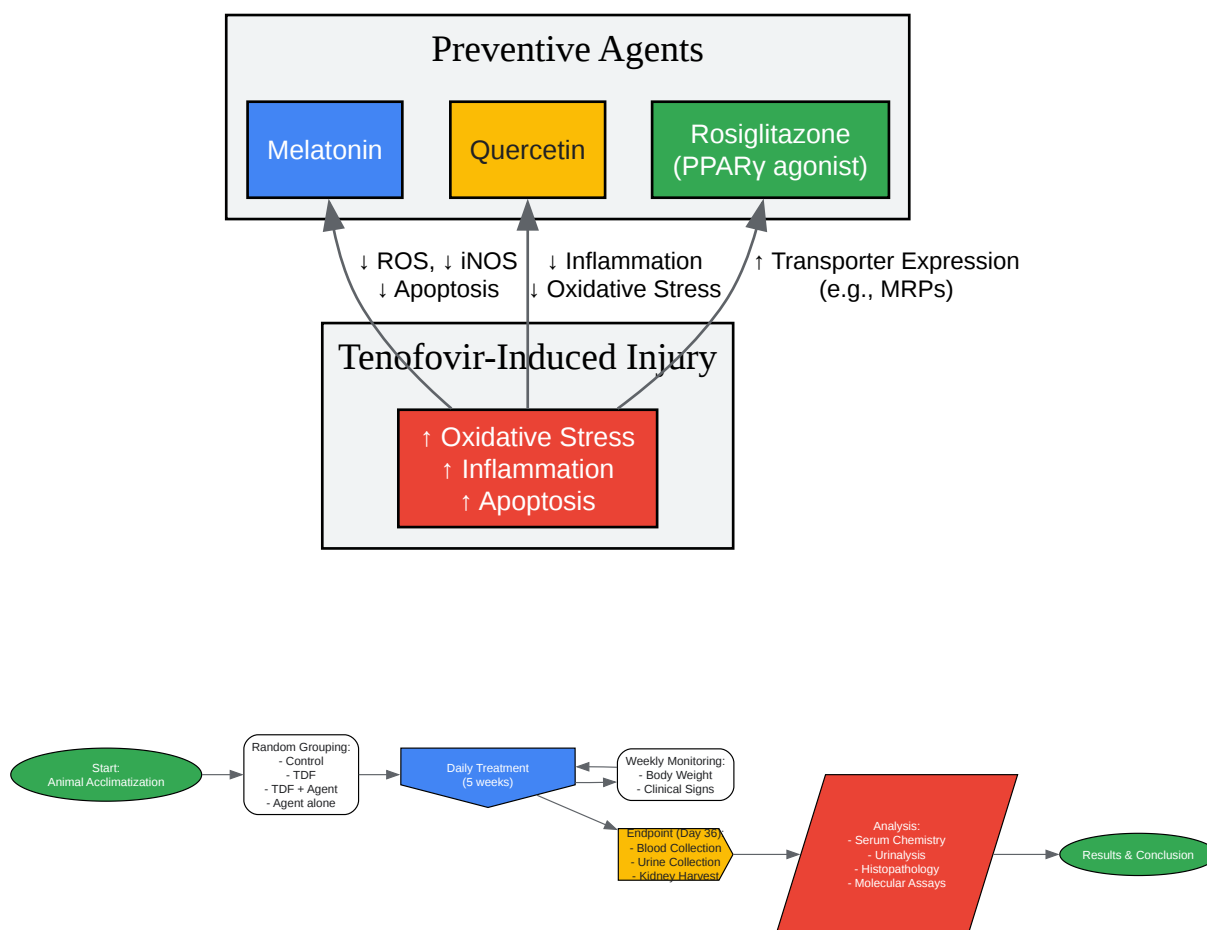 Preventive Agents
Melatonin
Quercetin
Rosiglitazone
(PPARγ agonist)
↓ ROS, ↓ iNOS
↓ Apoptosis
↓ Inflammation
↓ Oxidative Stress
↑ Transporter Expression
(e.g., MRPs)
Tenofovir-Induced Injury
↑ Oxidative Stress
↑ Inflammation
↑ Apoptosis
Start:
Animal Acclimatization
Random Grouping:
- Control
- TDF
- TDF + Agent
- Agent alone
Daily Treatment
(5 weeks)
Weekly Monitoring:
- Body Weight
- Clinical Signs
Endpoint (Day 36):
- Blood Collection
- Urine Collection
- Kidney Harvest
Analysis:
- Serum Chemistry
- Urinalysis
- Histopathology
- Molecular Assays
Results & Conclusion